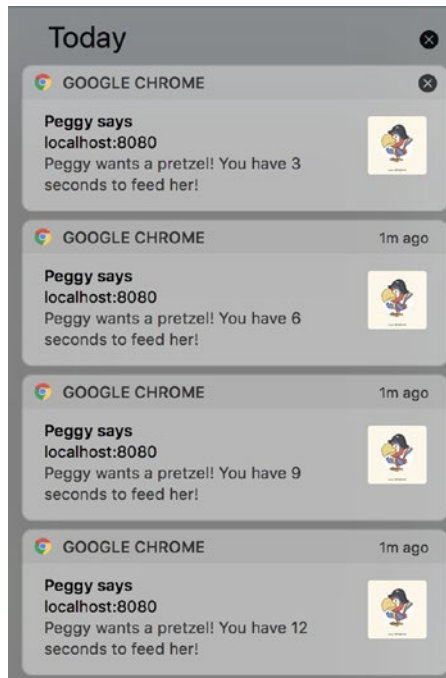 Today
GOOGLE CHROME
Peggy says
localhost:8080
Peggy wants a pretzel! You have 3
seconds to feed her!
GOOGLE CHROME
1m ago
Peggy says
localhost:8080
Peggy wants a pretzel! You have 6
seconds to feed her!
GOOGLE CHROME
1m ago
Peggy says
localhost:8080
Peggy wants a pretzel! You have 9
seconds to feed her!
GOOGLE CHROME
1m ago
Peggy says
localhost:8080
Peggy wants a pretzel! You have 12
seconds to feed her!